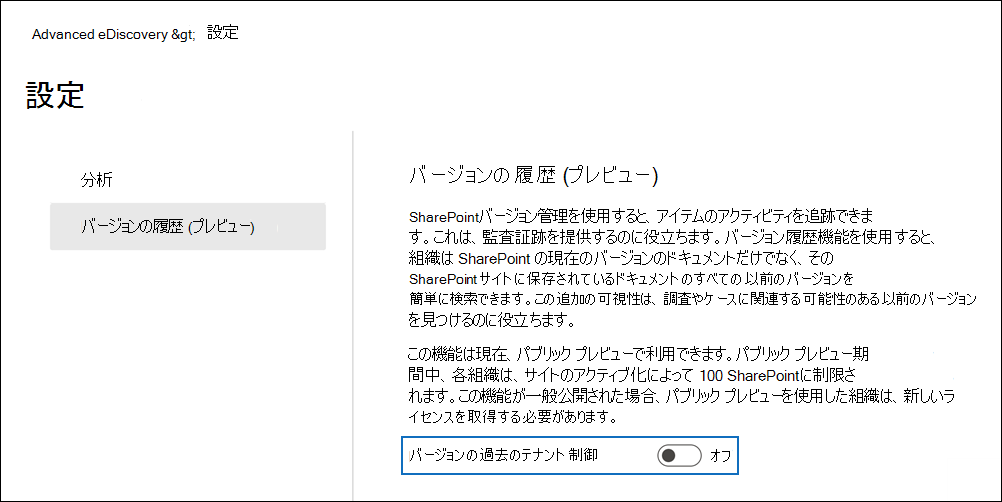 Advanced eDiscovery &gt; 設定
設定
分析
バージョンの履歴 (プレビュー)
バージョンの 履歴 (プレビュー)
SharePointバージョン管理を使用すると、アイテムのアクティビティを追跡できま
す。これは、監査証跡を提供するのに役立ちます。バージョン履歴機能を使用すると、
組織は SharePoint の現在のバージョンのドキュメントだけでなく、その
SharePointサイトに保存されているドキュメントのすべての以前のバージョンを
簡単に検索できます。この追加の可視性は、調査やケースに関連する可能性のある以前のバージョン
を見つけるのに役立ちます。
この機能は現在、パブリック プレビューで利用できます。パブリック プレビュー期
間中、各組織は、サイトのアクティブ化によって 100 SharePointに制限さ
れます。この機能が一般公開された場合、パブリック プレビューを使用した組織は、新しいラ
イセンスを取得する必要があります。
バージョンの過去のテナント 制御 オフ